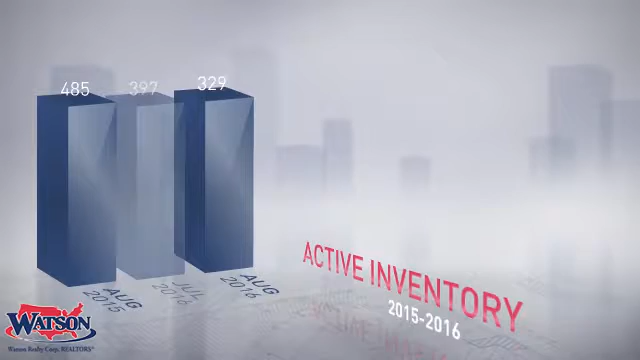 485
397
329
AUG
2015
JUL
2016
AUG
2016
ACTIVE INVENTORY
2015-2016
WATSON
Watson Realty Corp. REALTORS®